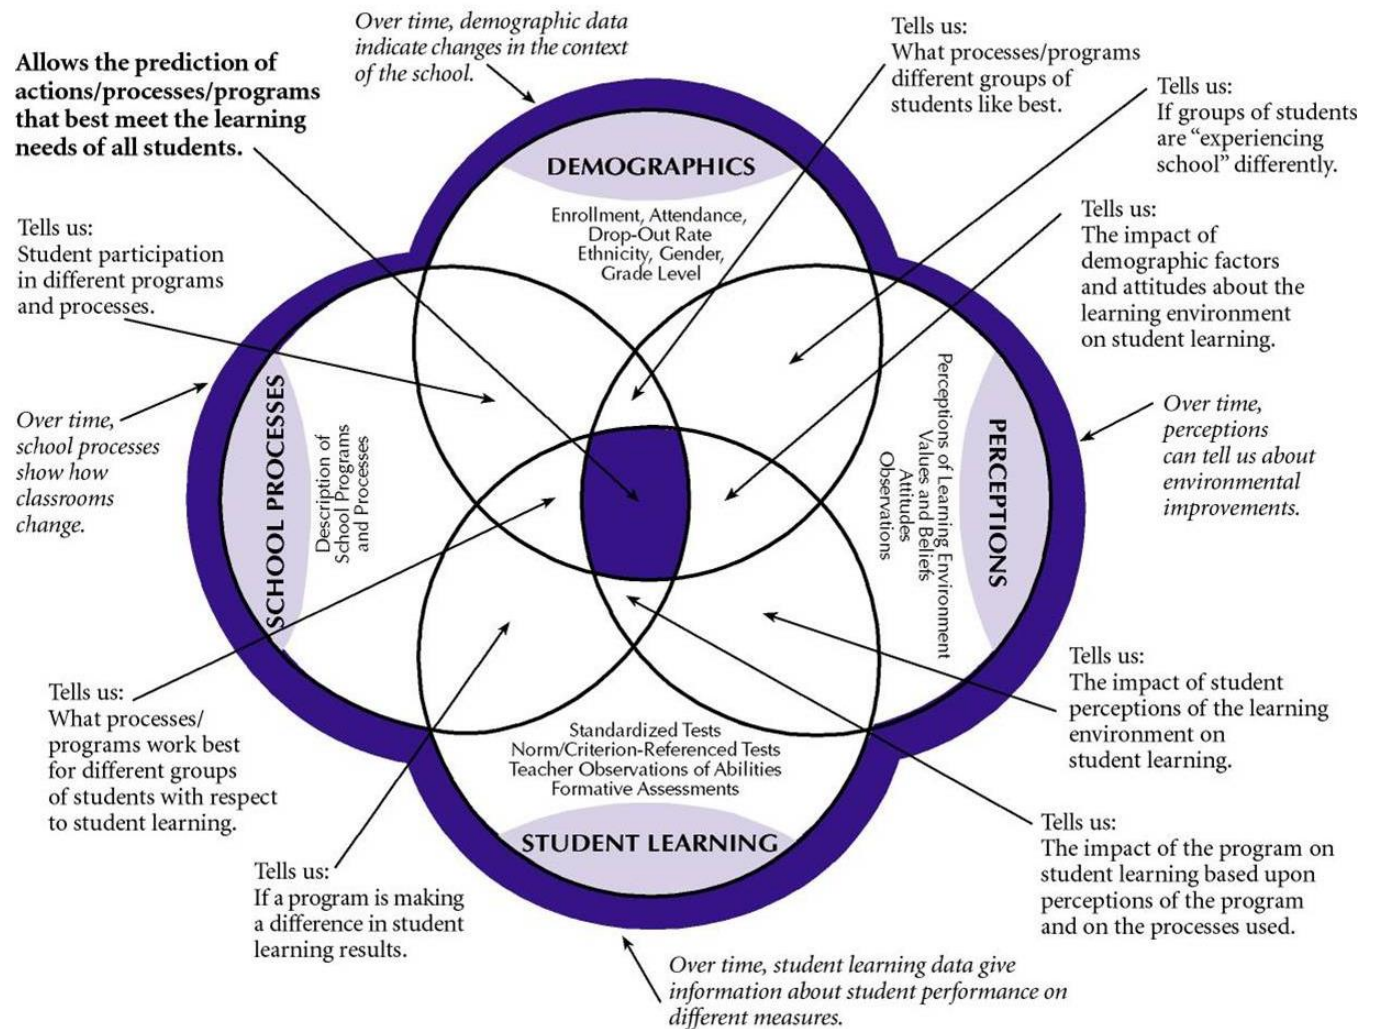 Allows the prediction of
actions/processes/programs
that best meet the learning
needs of all students.
Over time, demographic data
indicate changes in the context
of the school.
Tells us:
What processes/programs
different groups of
students like best.
Tells us:
If groups of students
are “experiencing
school” differently.
Tells us:
Student participation
in different programs
and processes.
Tells us:
The impact of
demographic factors
and attitudes about the
learning environment
on student learning.
DEMOGRAPHICS
Enrollment, Attendance,
Drop-Out Rate
Ethnicity, Gender,
Grade Level
Over time,
school processes
show how
classrooms
change.
SCHOOL PROCESSES
Description of
School Programs
and Processes
PERCEPTIONS
Perceptions of Learning Environment
Values and Beliefs
Attitudes
Observations
Over time,
perceptions
can tell us about
environmental
improvements.
Tells us:
What processes/
programs work best
for different groups
of students with respect
to student learning.
Standardized Tests
Norm/Criterion-Referenced Tests
Teacher Observations of Abilities
Formative Assessments
STUDENT LEARNING
Tells us:
The impact of student
perceptions of the learning
environment on
student learning.
Tells us:
If a program is making
a difference in student
learning results.
Tells us:
The impact of the program on
student learning based upon
perceptions of the program
and on the processes used.
Over time, student learning data give
information about student performance on
different measures.